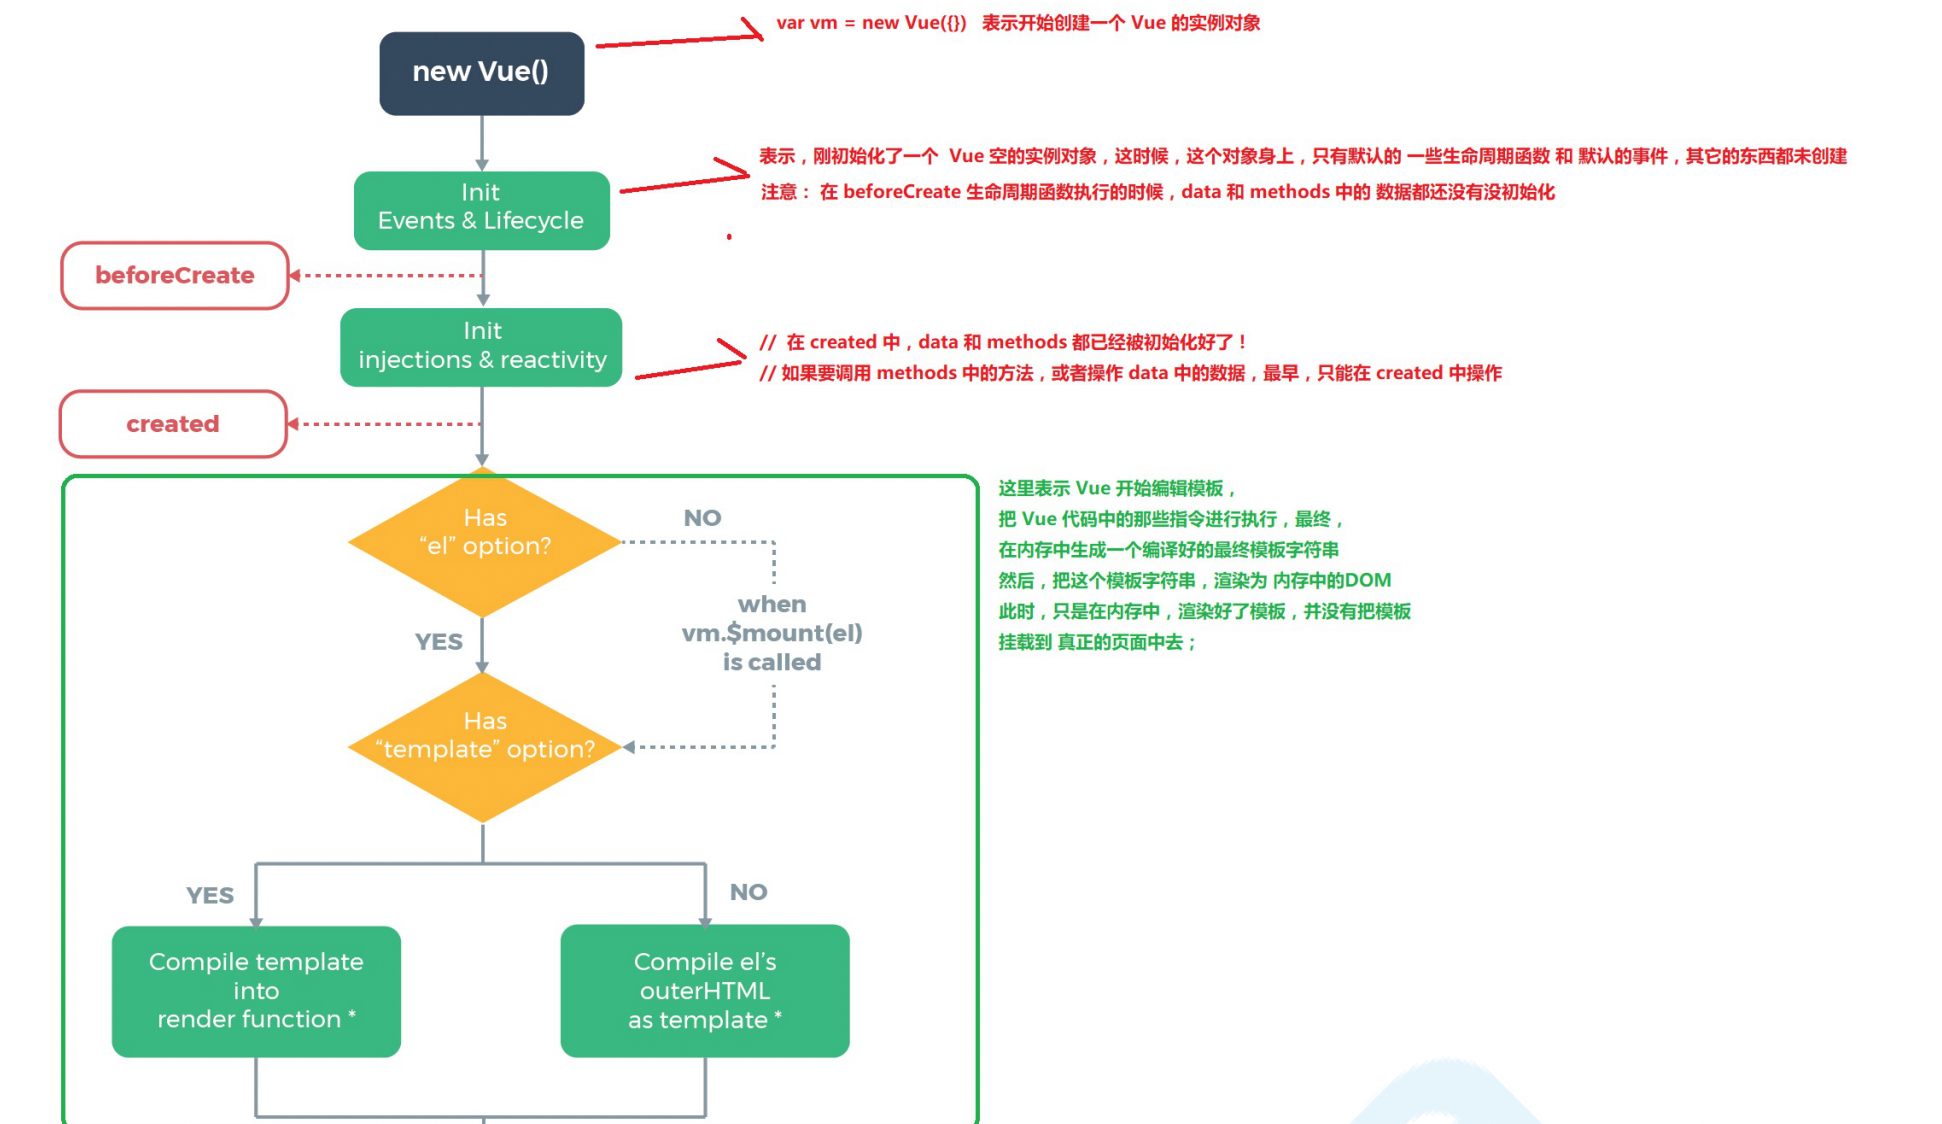 var vm = new Vue({}) 表示开始创建一个 Vue 的实例对象
new Vue()
表示，刚初始化了一个 Vue 空的实例对象，这时候，这个对象身上，只有默认的 一些生命周期函数 和 默认的事件，其它的东西都未创建
注意： 在 beforeCreate 生命周期函数执行的时候，data 和 methods 中的 数据都还没有没初始化
Init
Events & Lifecycle
beforeCreate
Init
injections & reactivity
// 在 created 中，data 和 methods 都已经被初始化好了！
// 如果要调用 methods 中的方法，或者操作 data 中的数据，最早，只能在 created 中操作
created
这里表示 Vue 开始编辑模板，
把 Vue 代码中的那些指令进行执行，最终，
在内存中生成一个编译好的最终模板字符串
然后，把这个模板字符串，渲染为 内存中的DOM
此时，只是在内存中，渲染好了模板，并没有把模板
挂载到 真正的页面中去；
Has
“el” option?
NO
when
vm.$mount(el)
is called
YES
Has
“template” option?
YES
NO
Compile template
into
render function *
Compile el’s
outerHTML
as template *